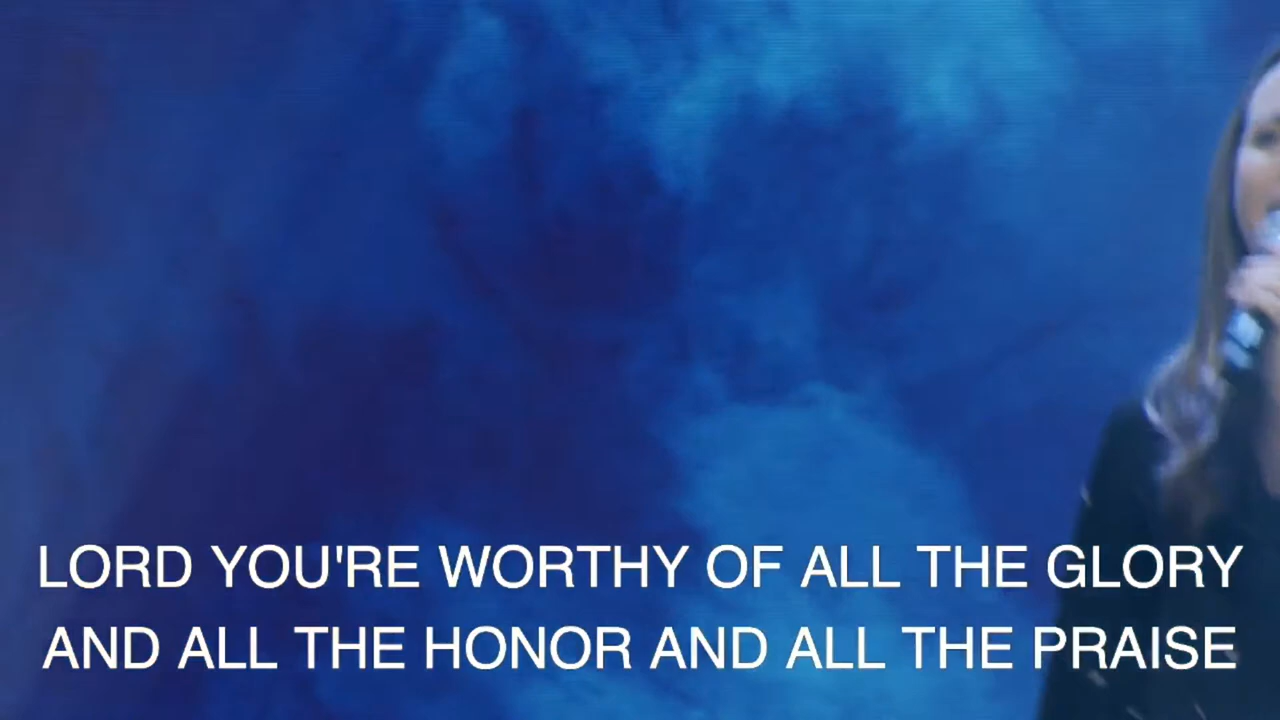 LORD YOU'RE WORTHY OF ALL THE GLORY
AND ALL THE HONOR AND ALL THE PRAISE